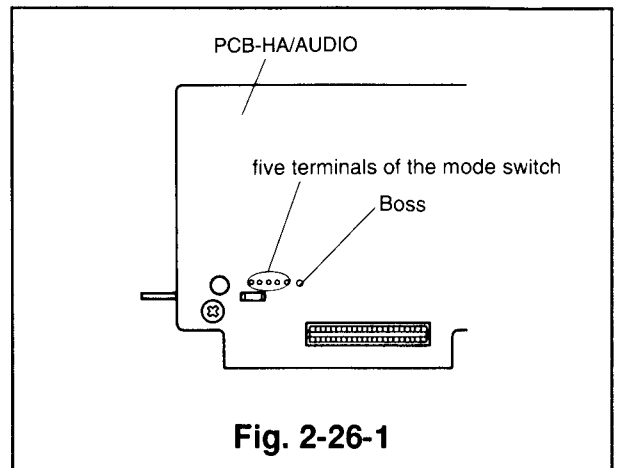 PCB-HA/AUDIO
five terminals of the mode switch
Boss
Fig. 2-26-1